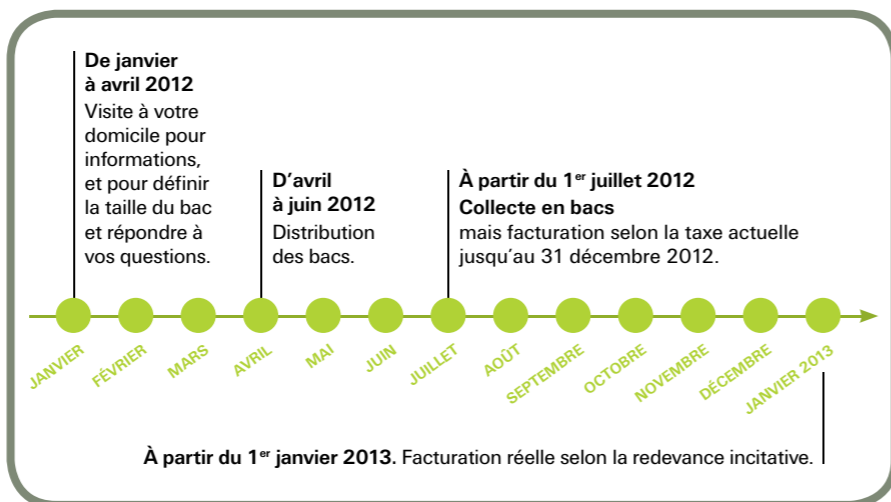 De janvier
à avril 2012
Visite à votre
domicile pour
informations,
et pour définir
la taille du bac
et répondre à
vos questions.
D’avril
à juin 2012
Distribution
des bacs.
À partir du 1er juillet 2012
Collecte en bacs
mais facturation selon la taxe actuelle
jusqu’au 31 décembre 2012.
JANVIER
FÉVRIER
MARS
AVRIL
MAI
JUIN
JUILLET
AOÛT
SEPTEMBRE
OCTOBRE
NOVEMBRE
DÉCEMBRE
JANVIER 2013
À partir du 1er janvier 2013. Facturation réelle selon la redevance incitative.